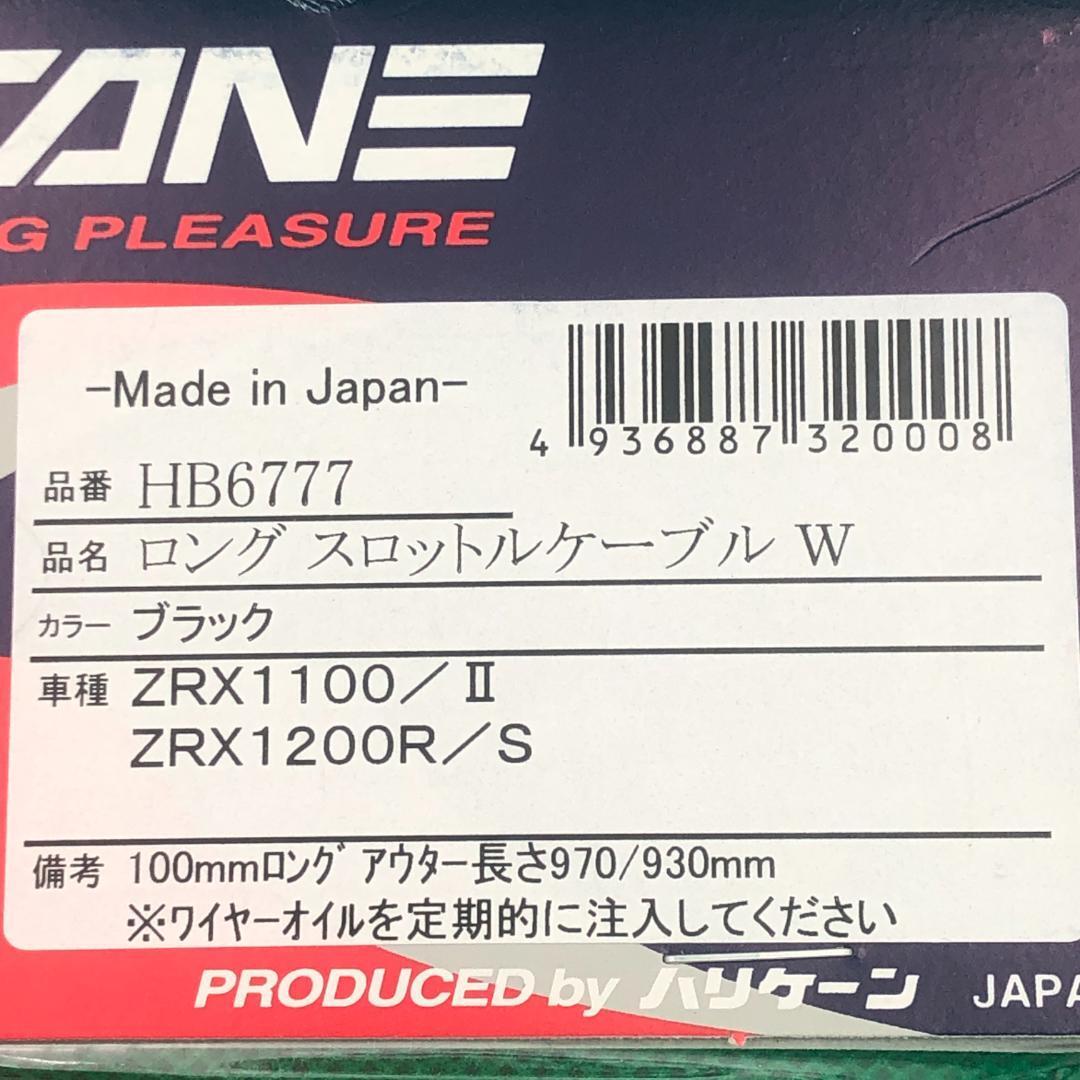 CANE
G PLEASURE
-Made in Japan-
4 936887 320008
品番 HB6777
品名 ロング スロットルケーブル W
カラー ブラック
車種 ZRX1100/Ⅱ
ZRX1200R/S
備考 100mmロング アウター長さ970/930mm
※ワイヤーオイルを定期的に注入してください
PRODUCED by ハリケーン JAPA